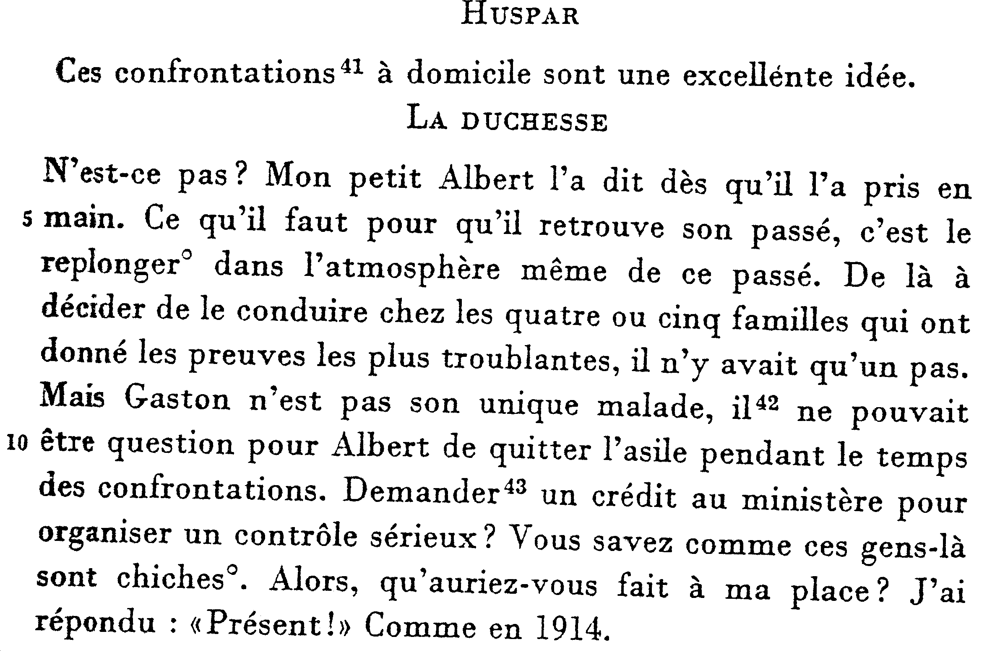 HUSPAR
Ces confrontations⁴¹ à domicile sont une excellénte idée.
LA DUCHESSE
N'est-ce pas? Mon petit Albert l'a dit dès qu'il l'a pris en
5 main. Ce qu'il faut pour qu'il retrouve son passé, c'est le
replonger° dans l'atmosphère même de ce passé. De là à
décider de le conduire chez les quatre ou cinq familles qui ont
donné les preuves les plus troublantes, il n'y avait qu'un pas.
Mais Gaston n'est pas son unique malade, il⁴² ne pouvait
10 être question pour Albert de quitter l'asile pendant le temps
des confrontations. Demander⁴³ un crédit au ministère pour
organiser un contrôle sérieux? Vous savez comme ces gens-là
sont chiches°. Alors, qu'auriez-vous fait à ma place? J'ai
répondu : «Présent!» Comme en 1914.